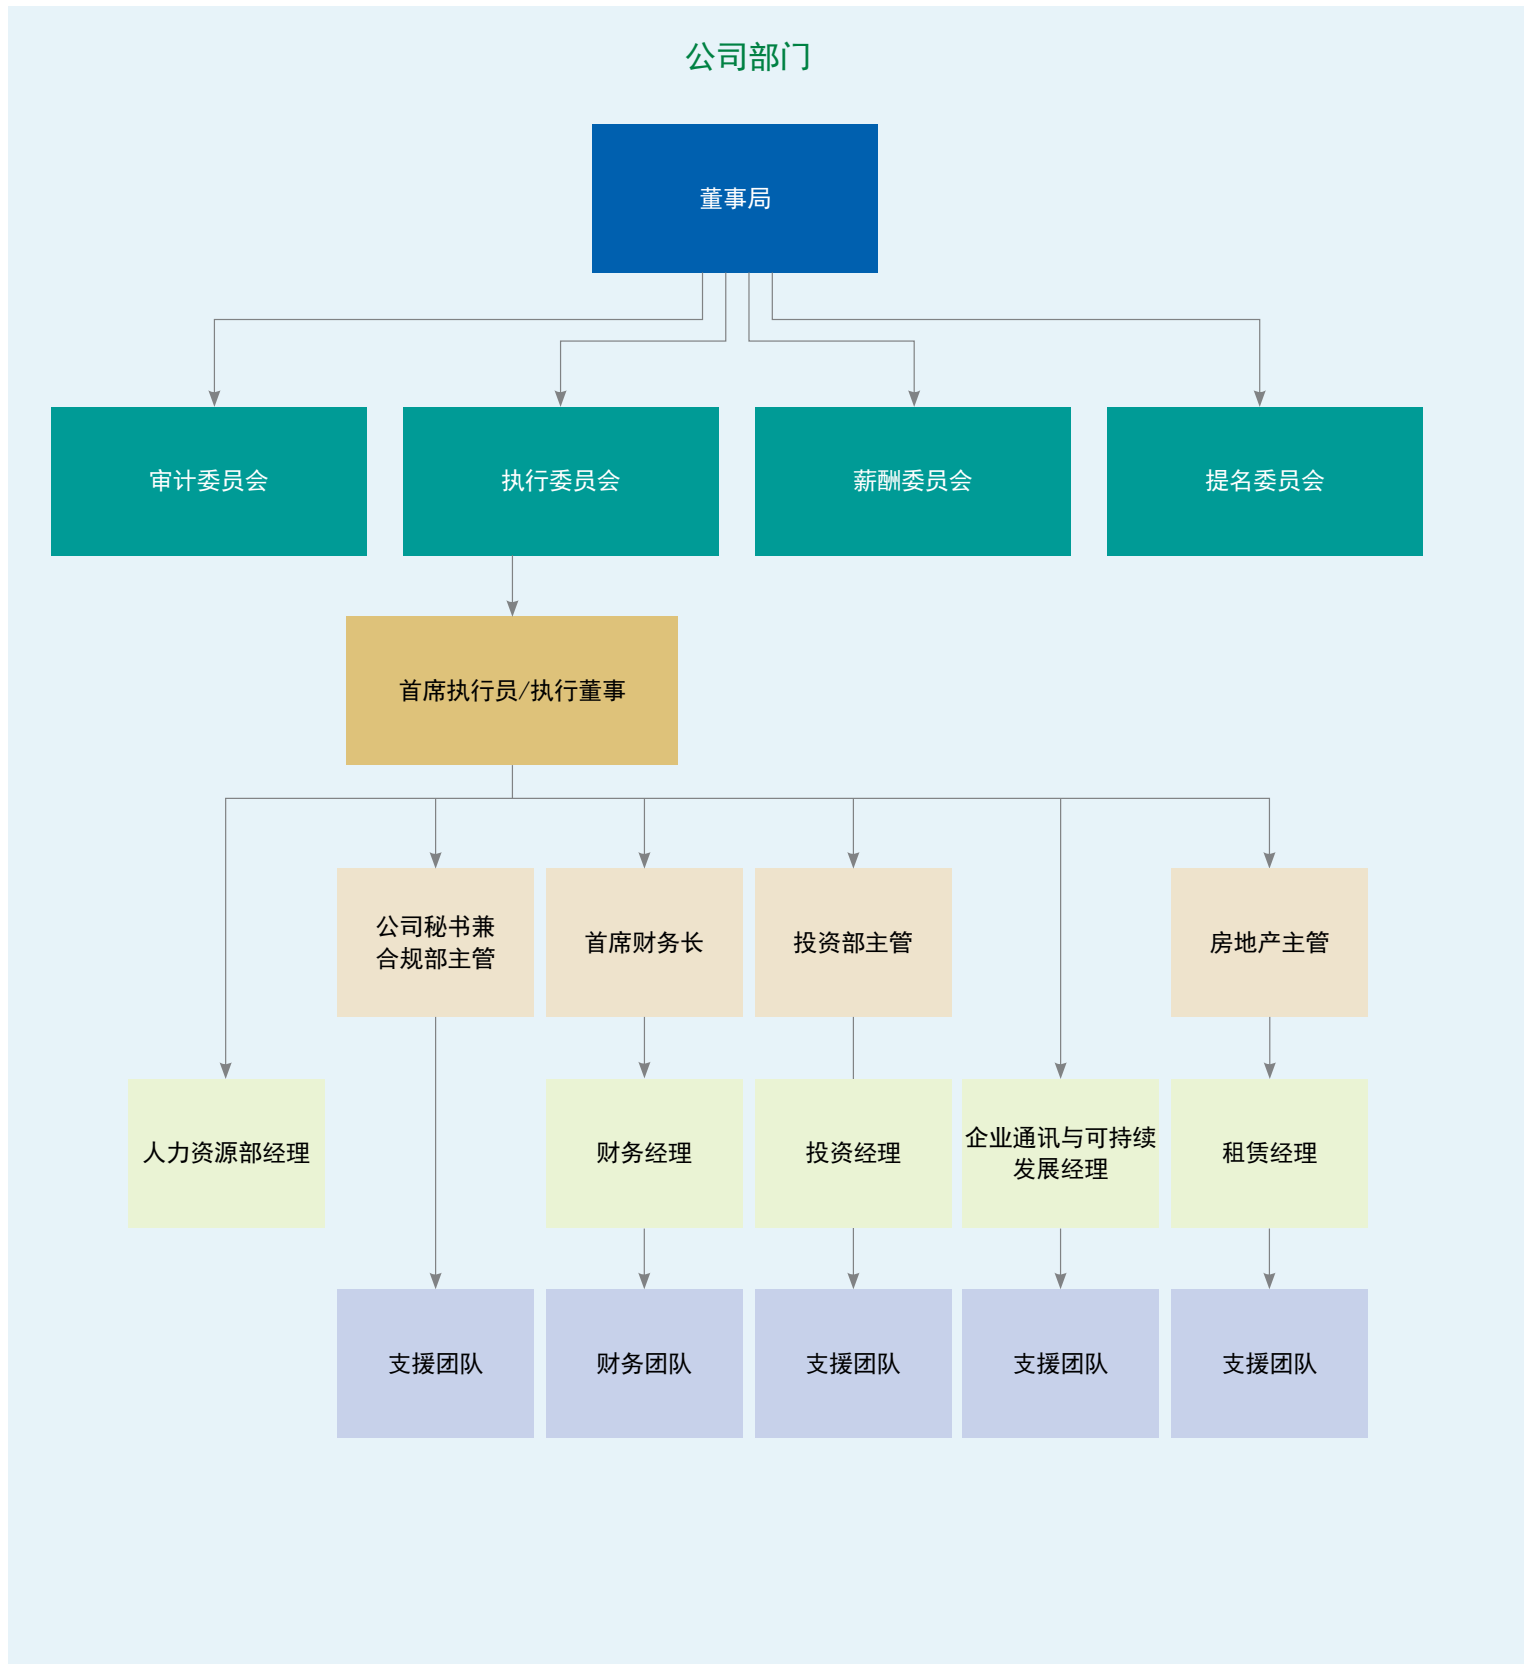 公司部门
董事局
审计委员会
执行委员会
薪酬委员会
提名委员会
首席执行员/执行董事
公司秘书兼
合规部主管
首席财务长
投资部主管
房地产主管
人力资源部经理
财务经理
投资经理
企业通讯与可持续
发展经理
租赁经理
支援团队
财务团队
支援团队
支援团队
支援团队